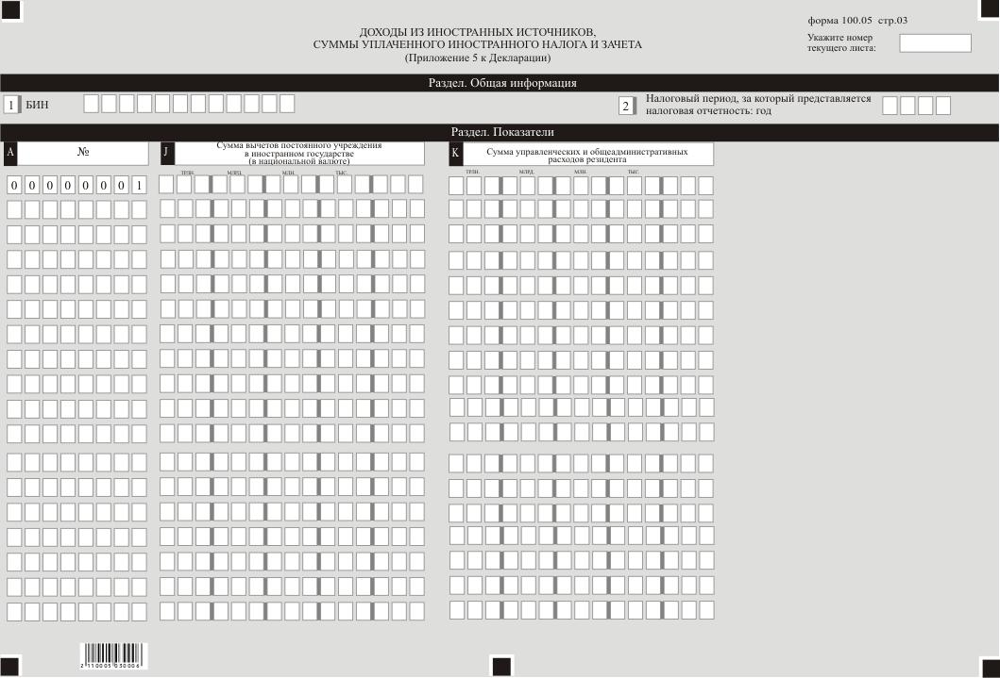 форма 100.05 стр.03
ДОХОДЫ ИЗ ИНОСТРАННЫХ ИСТОЧНИКОВ,
СУММЫ УПЛАЧЕННОГО ИНОСТРАННОГО НАЛОГА И ЗАЧЕТА
(Приложение 5 к Декларации)
Укажите номер
текущего листа:
Раздел. Общая информация
1 БИН
2 Налоговый период, за который представляется
налоговая отчетность: год
Раздел. Показатели
A №
J Сумма вычетов постоянного учреждения
в иностранном государстве
(в национальной валюте)
K Сумма управленческих и общеадминистративных
расходов резидента
ТРЛН. МЛРД. МЛН. ТЫС.
ТРЛН. МЛРД. МЛН. ТЫС.
0 0 0 0 0 0 0 1
2 110005 030006